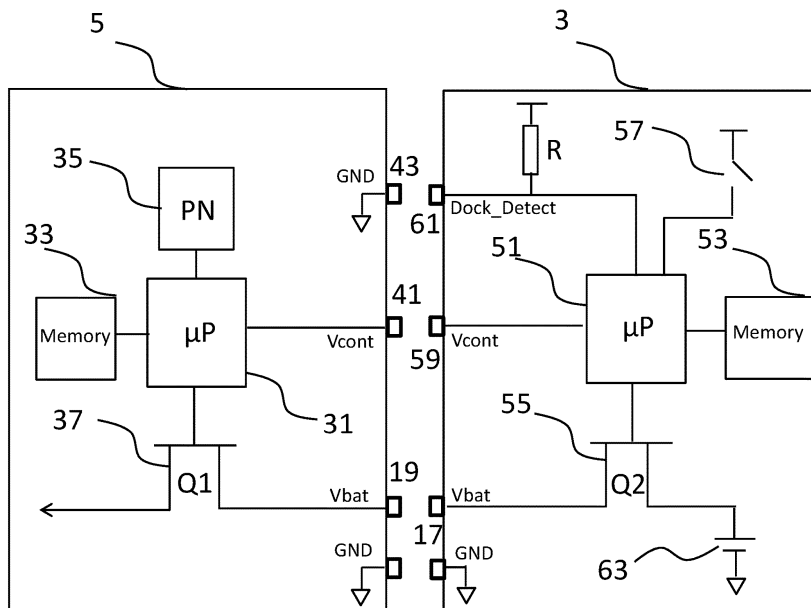 5
3
35
PN
GND
43
R
57
61
Dock_Detect
33
51
53
41
Memory
μP
Vcont
59
Vcont
μP
Memory
37
31
55
Q1
19
Vbat
Vbat
Q2
17
GND
GND
63